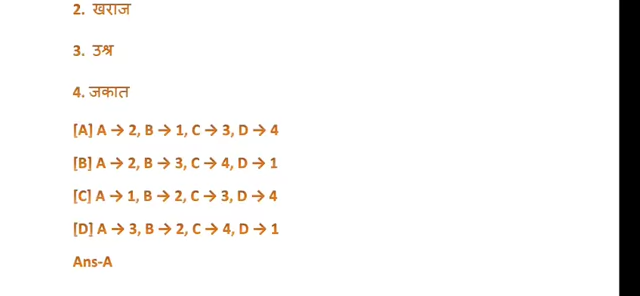 2. खराज
3. उश्र
4. जकात
[A] A → 2, B → 1, C → 3, D → 4
[B] A → 2, B → 3, C → 4, D → 1
[C] A → 1, B → 2, C → 3, D → 4
[D] A → 3, B → 2, C → 4, D → 1
Ans-A